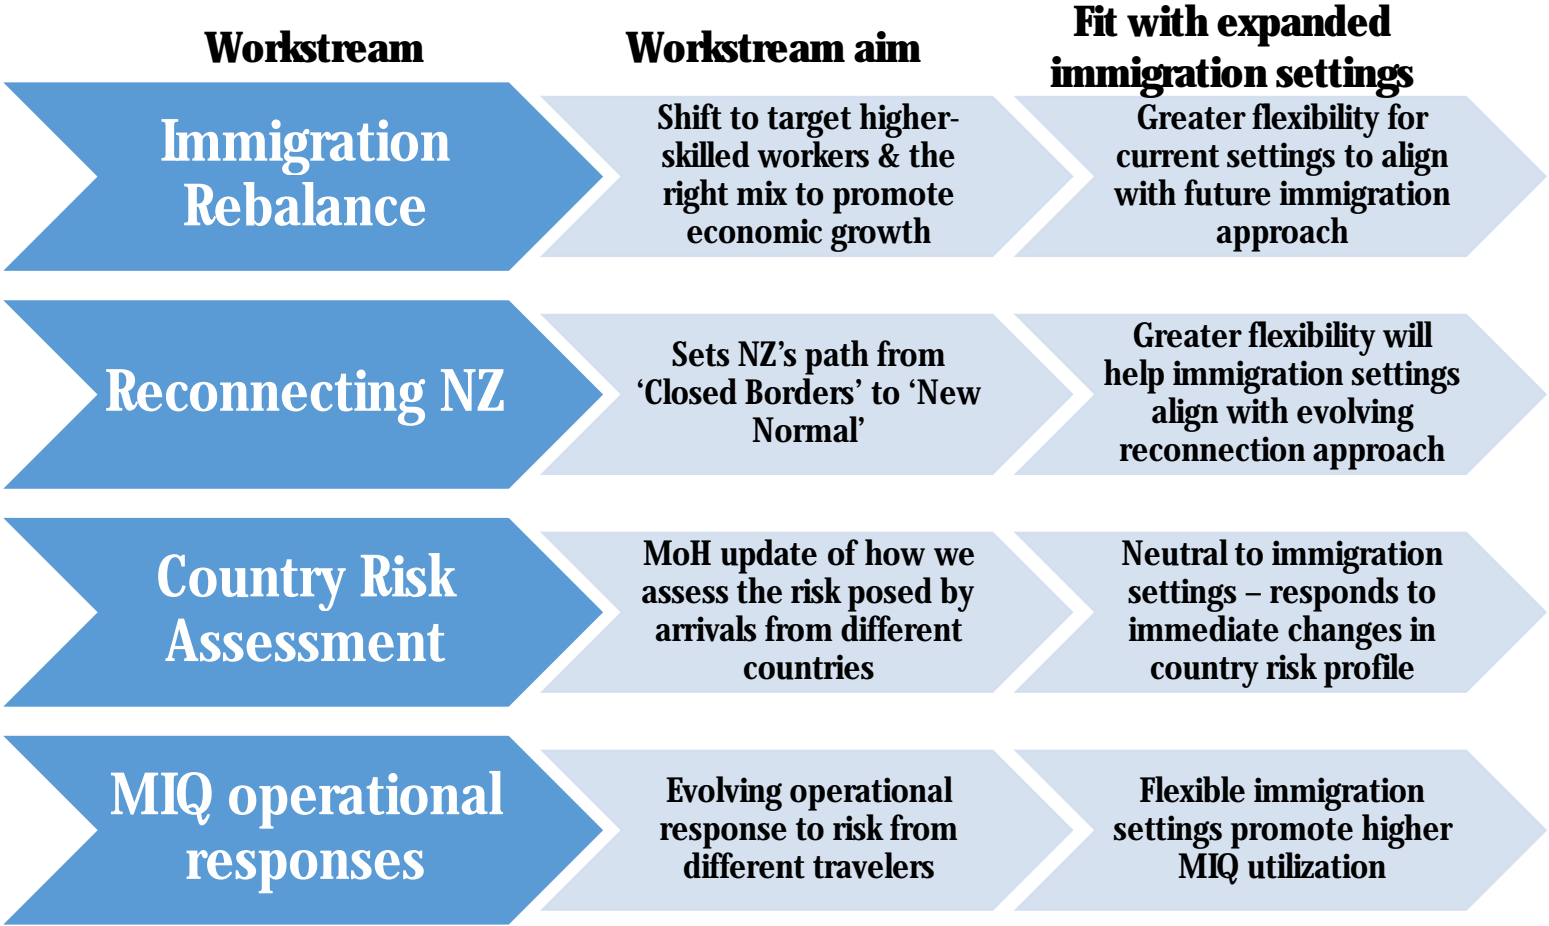 Workstream
Workstream aim
Fit with expanded
immigration settings
Immigration
Rebalance
Shift to target higher-
skilled workers & the
right mix to promote
economic growth
Greater flexibility for
current settings to align
with future immigration
approach
Reconnecting NZ
Sets NZ’s path from
‘Closed Borders’ to ‘New
Normal’
Greater flexibility will
help immigration settings
align with evolving
reconnection approach
Country Risk
Assessment
MoH update of how we
assess the risk posed by
arrivals from different
countries
Neutral to immigration
settings – responds to
immediate changes in
country risk profile
MIQ operational
responses
Evolving operational
response to risk from
different travelers
Flexible immigration
settings promote higher
MIQ utilization